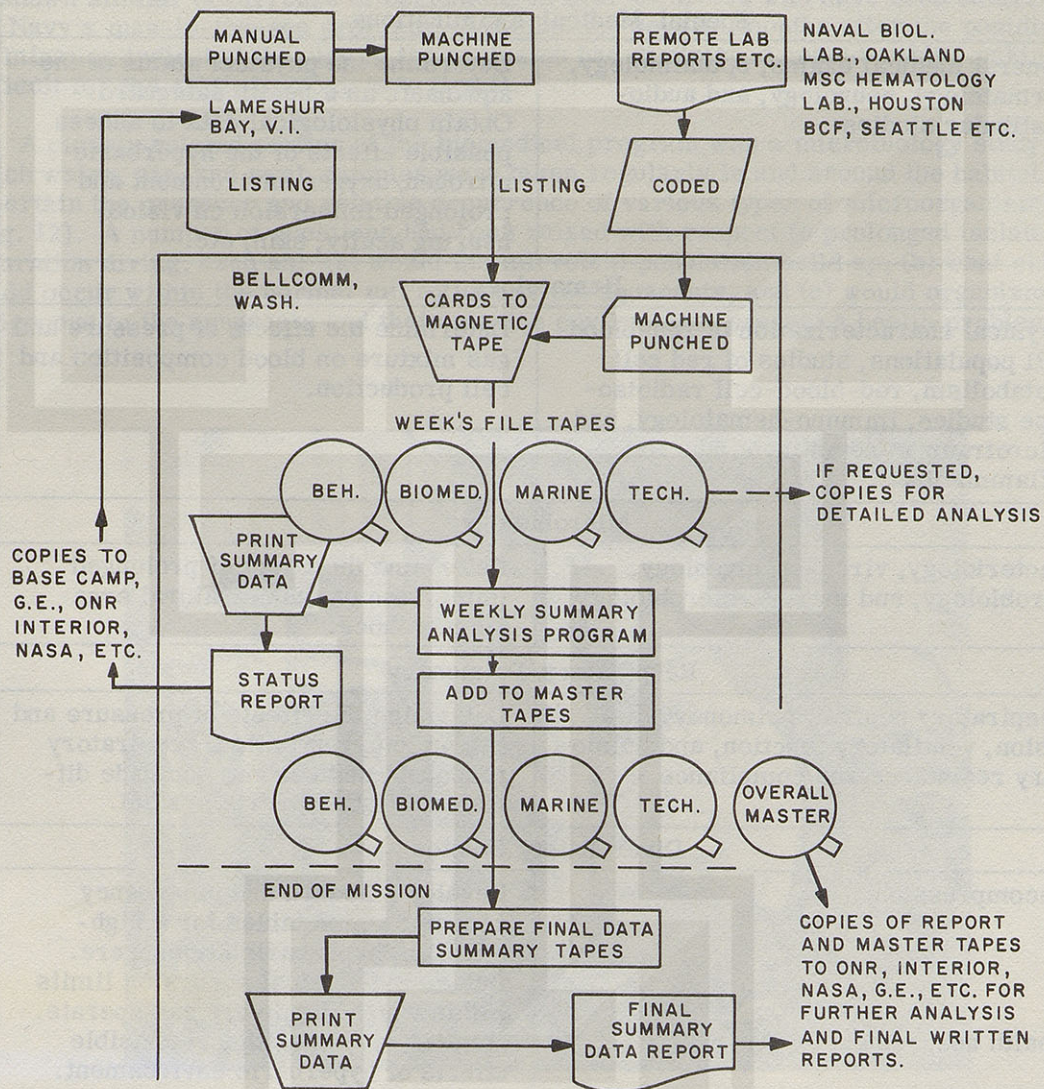 MANUAL
PUNCHED
MACHINE
PUNCHED
REMOTE LAB
REPORTS ETC.
NAVAL BIOL.
LAB., OAKLAND
MSC HEMATOLOGY
LAB., HOUSTON
BCF, SEATTLE ETC.
LAMESHUR
BAY, V.I.
LISTING
LISTING
CODED
BELLCOMM,
WASH.
CARDS TO
MAGNETIC
TAPE
MACHINE
PUNCHED
WEEK'S FILE TAPES
BEH.
BIOMED.
MARINE
TECH.
IF REQUESTED,
COPIES FOR
DETAILED ANALYSIS
PRINT
SUMMARY
DATA
COPIES TO
BASE CAMP,
G.E., ONR
INTERIOR,
NASA, ETC.
WEEKLY SUMMARY
ANALYSIS PROGRAM
STATUS
REPORT
ADD TO MASTER
TAPES
BEH.
BIOMED.
MARINE
TECH.
OVERALL
MASTER
END OF MISSION
PREPARE FINAL DATA
SUMMARY TAPES
COPIES OF REPORT
AND MASTER TAPES
TO ONR, INTERIOR,
NASA, G.E., ETC. FOR
FURTHER ANALYSIS
AND FINAL WRITTEN
REPORTS.
PRINT
SUMMARY
DATA
FINAL
SUMMARY
DATA REPORT